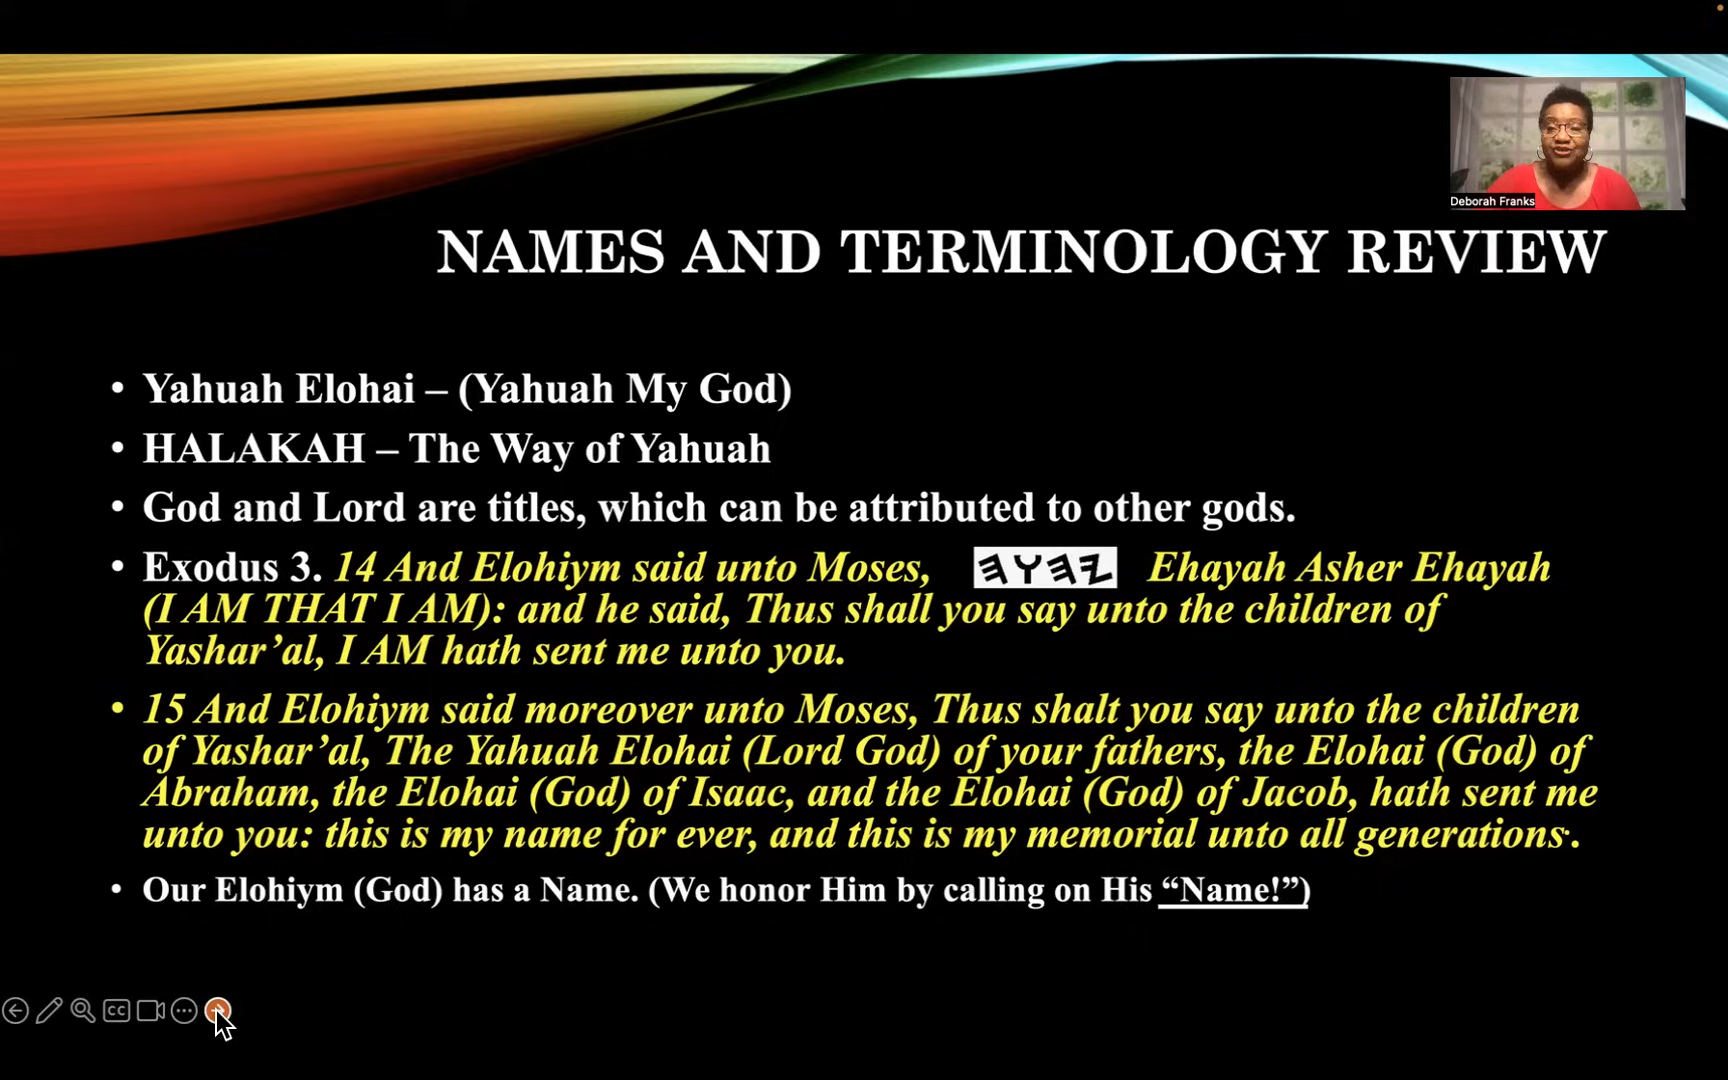 Deborah Franks
NAMES AND TERMINOLOGY REVIEW
• Yahuah Elohai – (Yahuah My God)
• HALAKAH – The Way of Yahuah
• God and Lord are titles, which can be attributed to other gods.
• Exodus 3. 14 And Elohiym said unto Moses, 𐤉𐤄𐤅𐤄 Ehayah Asher Ehayah
(I AM THAT I AM): and he said, Thus shall you say unto the children of
Yashar’al, I AM hath sent me unto you.
• 15 And Elohiym said moreover unto Moses, Thus shalt you say unto the children
of Yashar’al, The Yahuah Elohai (Lord God) of your fathers, the Elohai (God) of
Abraham, the Elohai (God) of Isaac, and the Elohai (God) of Jacob, hath sent me
unto you: this is my name for ever, and this is my memorial unto all generations.
• Our Elohiym (God) has a Name. (We honor Him by calling on His “Name!”)
CC